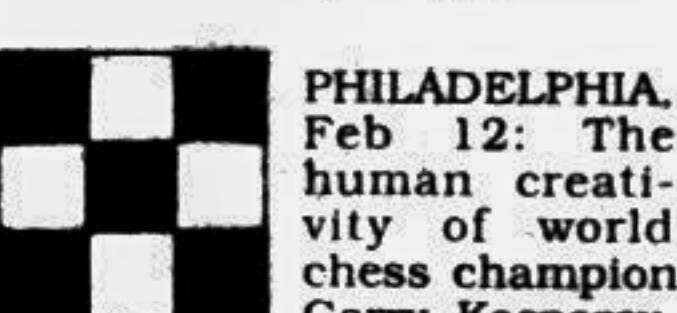 PHILADELPHIA,
Feb 12: The
human creati-
vity of world
chess champion